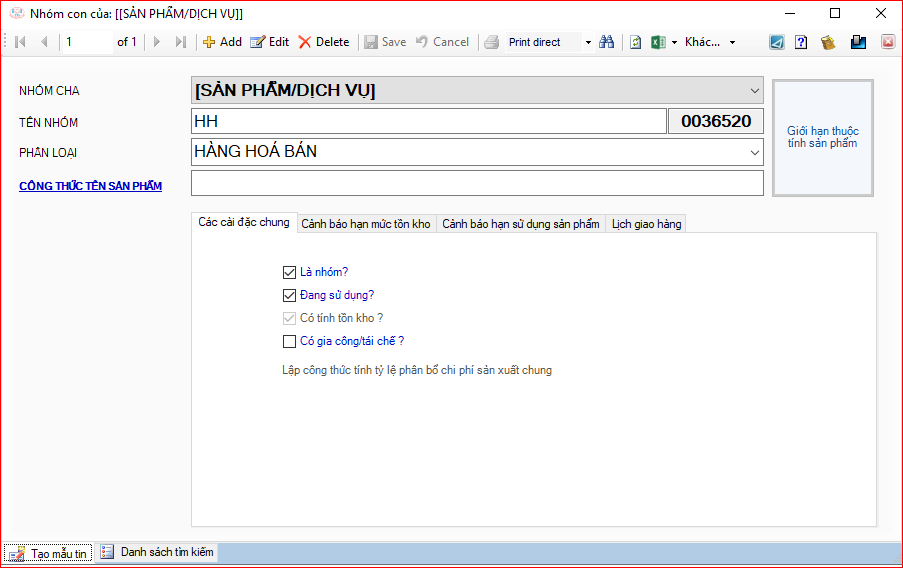 Nhóm con của: [[SẢN PHẨM/DỊCH VỤ]]
1 of 1 Add Edit Delete Save Cancel Print direct Khác...
NHÓM CHA [SẢN PHẨM/DỊCH VỤ]
TÊN NHÓM HH 0036520
PHÂN LOẠI HÀNG HOÁ BÁN
CÔNG THỨC TÊN SẢN PHẨM
Giới hạn thuộc
tính sản phẩm
Các cài đặc chung Cảnh báo hạn mức tồn kho Cảnh báo hạn sử dụng sản phẩm Lịch giao hàng
Là nhóm?
Đang sử dụng?
Có tính tồn kho ?
Có gia công/tái chế ?
Lập công thức tính tỷ lệ phân bổ chi phí sản xuất chung
Tạo mẫu tin Danh sách tìm kiếm